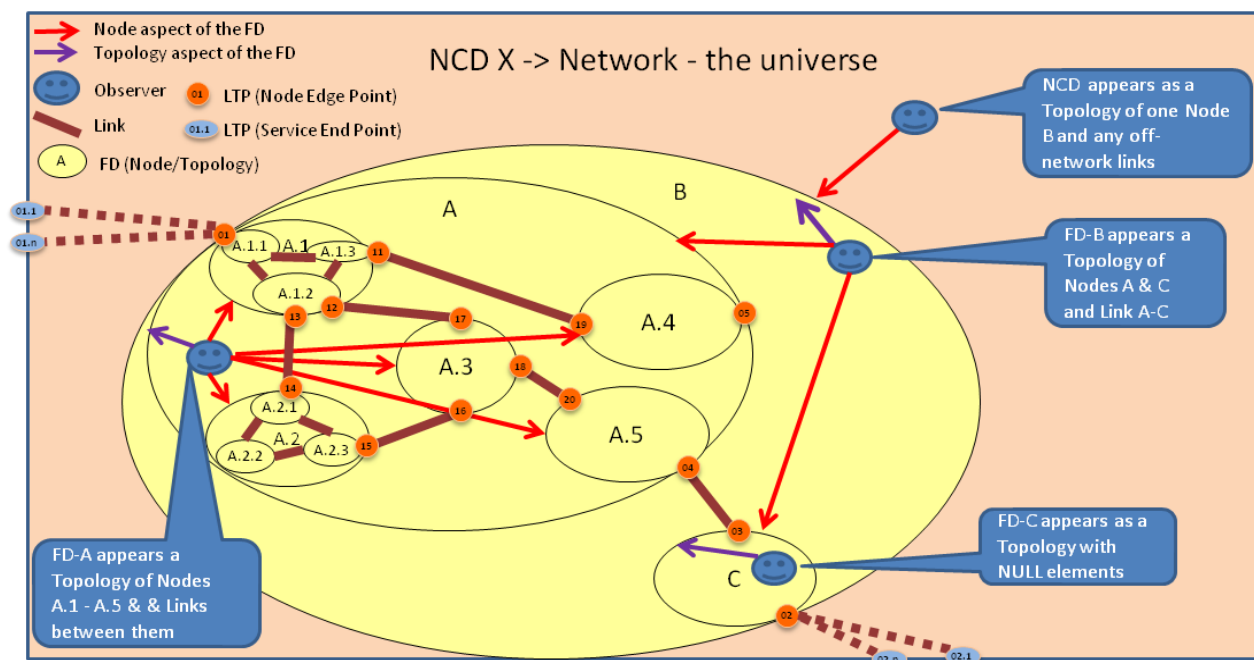 Node aspect of the FD
Topology aspect of the FD
Observer
01
LTP (Node Edge Point)
Link
01.1
LTP (Service End Point)
A
FD (Node/Topology)
NCD X -> Network - the universe
NCD appears as a
Topology of one Node
B and any off-
network links
B
A
01.1
01.n
01
A.1.1
A.1
A.1.3
11
A.1.2
12
13
17
19
A.4
05
FD-B appears a
Topology of
Nodes A & C
and Link A-C
A.3
18
14
20
16
A.2.1
A.2
A.2.2
A.2.3
15
A.5
04
03
C
02
FD-A appears a
Topology of Nodes
A.1 - A.5 & & Links
between them
FD-C appears as a
Topology with
NULL elements
02.n
02.1